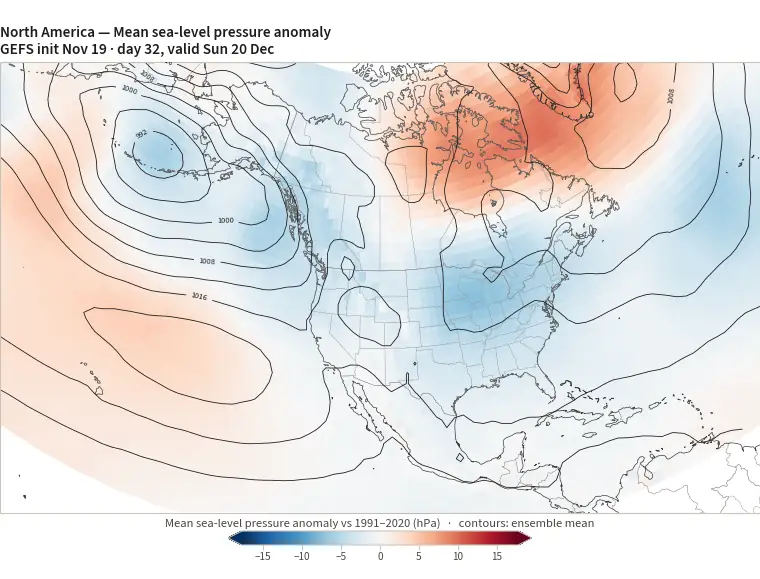 North America — Mean sea-level pressure anomaly
GEFS init Nov 19 · day 32, valid Sun 20 Dec
1008
1000
992
1008
1000
1008
1016
Mean sea-level pressure anomaly vs 1991–2020 (hPa) · contours: ensemble mean
−15 −10 −5 0 5 10 15